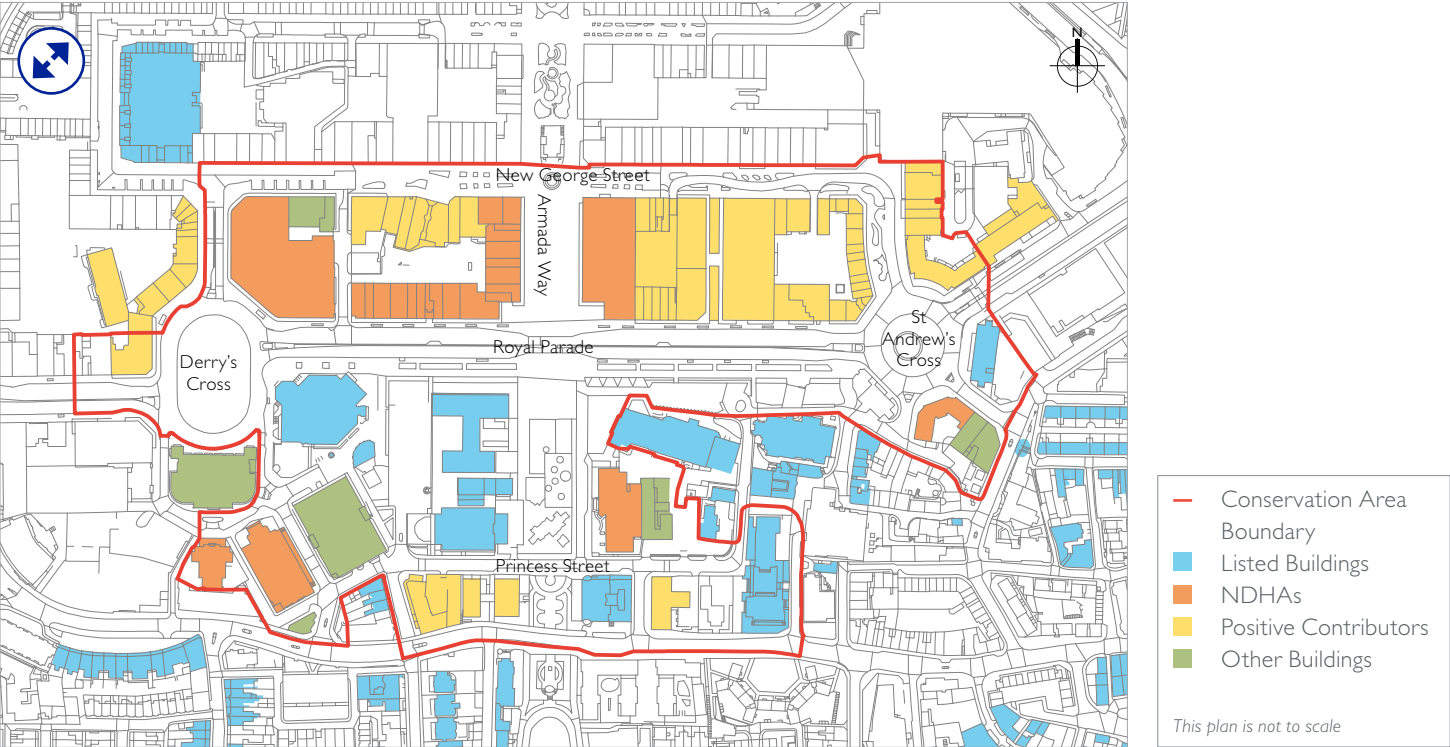 N
New George Street
Armada Way
St
Andrew's
Cross
Royal Parade
Derry's
Cross
Princess Street
Conservation Area
Boundary
Listed Buildings
NDHAs
Positive Contributors
Other Buildings
This plan is not to scale